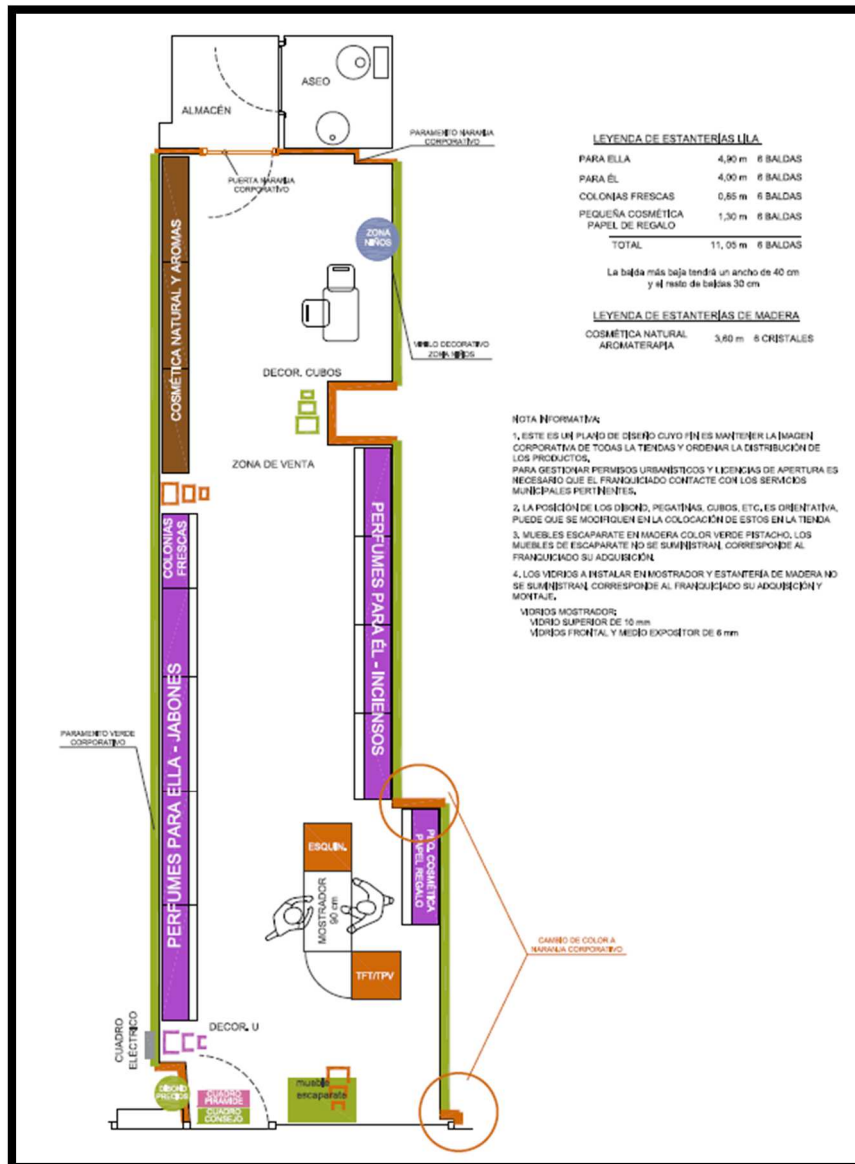 ALMACÉN
ASEO
PARAMENTO NARANJA
CORPORATIVO
PUERTA NARANJA
CORPORATIVO
ZONA
NIÑOS
COSMÉTICA NATURAL Y AROMAS
VINILO DECORATIVO
ZONA NIÑOS
DECOR. CUBOS
ZONA DE VENTA
COLONIAS
FRESCAS
PERFUMES PARA ÉL - INCIENSOS
PERFUMES PARA ELLA - JABONES
PARAMENTO VERDE
CORPORATIVO
ESQUIN.
MOSTRADOR
90 cm
PEQ. COSMÉTICA
PAPEL REGALO
TFT/TPV
CAMBIO DE COLOR A
NARANJA CORPORATIVO
CUADRO
ELÉCTRICO
DECOR. U
DIBOND
PRECIOS
CUADRO
PIRAMIDE
CUADRO
CONSEJO
mueble
escaparate
LEYENDA DE ESTANTERÍAS LILA
PARA ELLA 4,90 m 6 BALDAS
PARA ÉL 4,00 m 6 BALDAS
COLONIAS FRESCAS 0,85 m 6 BALDAS
PEQUEÑA COSMÉTICA
PAPEL DE REGALO 1,30 m 6 BALDAS
TOTAL 11,05 m 6 BALDAS
La balda más baja tendrá un ancho de 40 cm
y el resto de baldas 30 cm
LEYENDA DE ESTANTERÍAS DE MADERA
COSMÉTICA NATURAL
AROMATERAPIA 3,60 m 6 CRISTALES
NOTA INFORMATIVA:
1. ESTE ES UN PLANO DE DISEÑO CUYO FIN ES MANTENER LA IMAGEN
CORPORATIVA DE TODAS LA TIENDAS Y ORDENAR LA DISTRIBUCIÓN DE
LOS PRODUCTOS.
PARA GESTIONAR PERMISOS URBANÍSTICOS Y LICENCIAS DE APERTURA ES
NECESARIO QUE EL FRANQUICIADO CONTACTE CON LOS SERVICIOS
MUNICIPALES PERTINENTES.
2. LA POSICIÓN DE LOS DIBOND, PEGATINAS, CUBOS, ETC. ES ORIENTATIVA,
PUEDE QUE SE MODIFIQUEN EN LA COLOCACIÓN DE ESTOS EN LA TIENDA
3. MUEBLES ESCAPARATE EN MADERA COLOR VERDE PISTACHO. LOS
MUEBLES DE ESCAPARATE NO SE SUMINISTRAN, CORRESPONDE AL
FRANQUICIADO SU ADQUISICIÓN.
4. LOS VIDRIOS A INSTALAR EN MOSTRADOR Y ESTANTERÍA DE MADERA NO
SE SUMINISTRAN, CORRESPONDE AL FRANQUICIADO SU ADQUISICIÓN Y
MONTAJE.
VIDRIOS MOSTRADOR:
VIDRIO SUPERIOR DE 10 mm
VIDRIOS FRONTAL Y MEDIO EXPOSITOR DE 6 mm